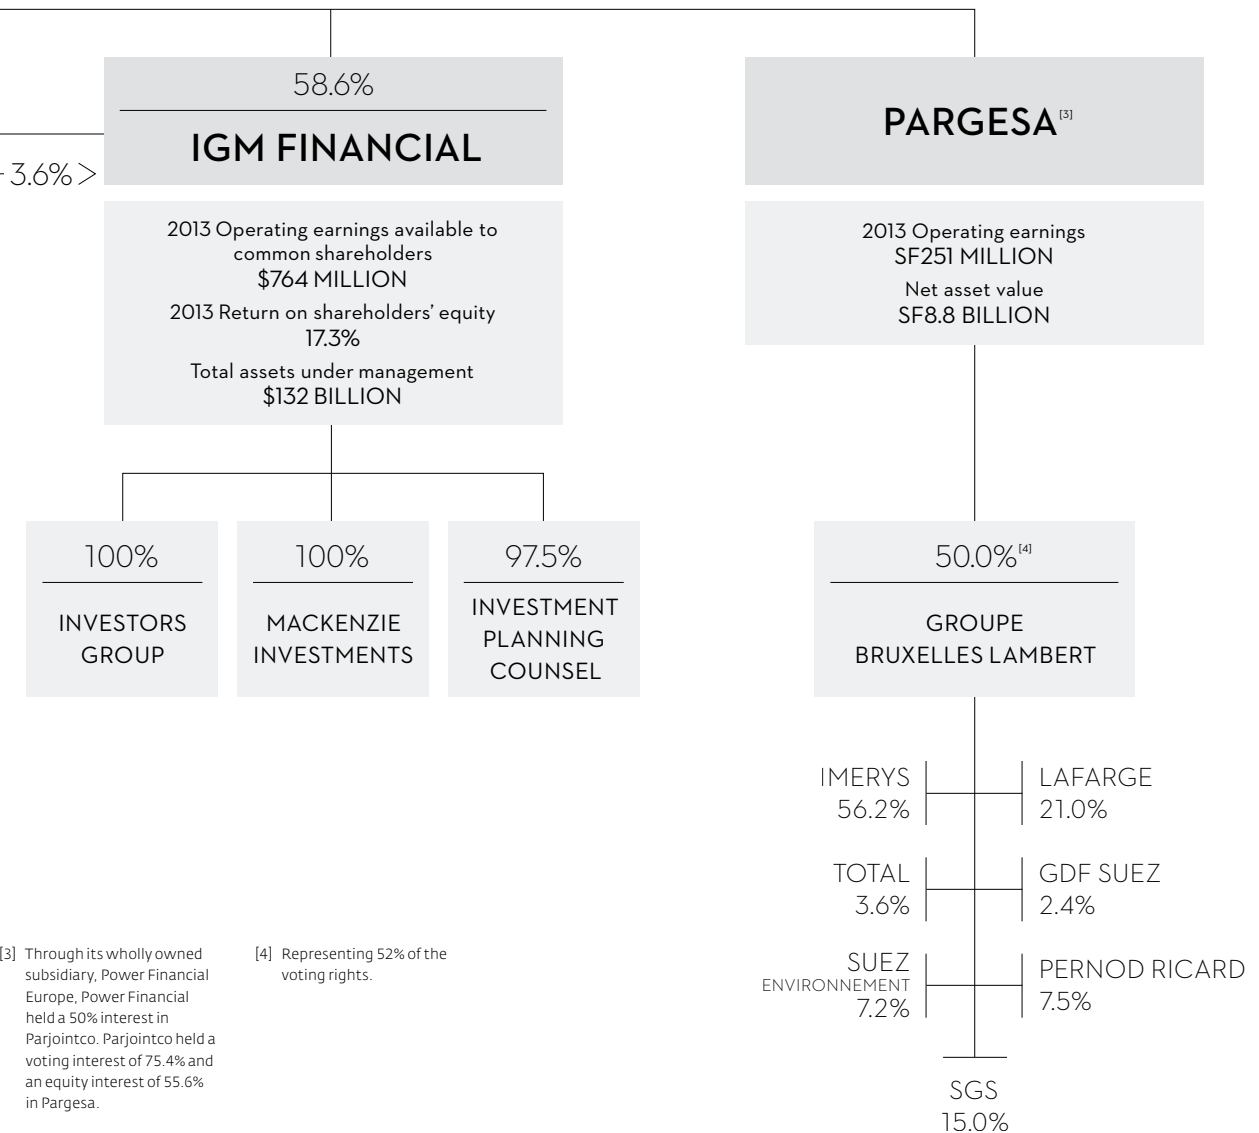 58.6%
IGM FINANCIAL
3.6% >
2013 Operating earnings available to
common shareholders
$764 MILLION
2013 Return on shareholders’ equity
17.3%
Total assets under management
$132 BILLION
100%
INVESTORS
GROUP
100%
MACKENZIE
INVESTMENTS
97.5%
INVESTMENT
PLANNING
COUNSEL
PARGESA[3]
2013 Operating earnings
SF251 MILLION
Net asset value
SF8.8 BILLION
50.0%[4]
GROUPE
BRUXELLES LAMBERT
IMERYS
56.2%
LAFARGE
21.0%
TOTAL
3.6%
GDF SUEZ
2.4%
SUEZ
ENVIRONNEMENT
7.2%
PERNOD RICARD
7.5%
SGS
15.0%
[3] Through its wholly owned
subsidiary, Power Financial
Europe, Power Financial
held a 50% interest in
Parjointco. Parjointco held a
voting interest of 75.4% and
an equity interest of 55.6%
in Pargesa.
[4] Representing 52% of the
voting rights.